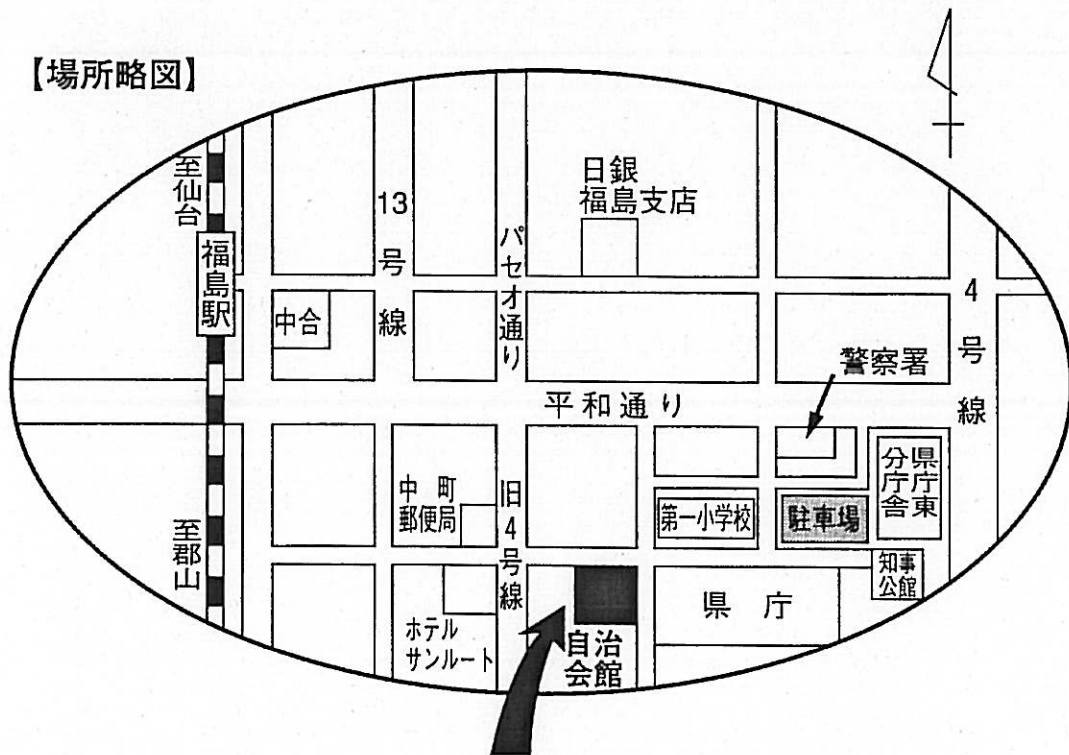 【場所略図】
至仙台
福島駅
13号線
パセオ通り
日銀
福島支店
中合
4号線
警察署
平和通り
中町
郵便局
旧4号線
第一小学校
駐車場
県庁東
分庁舎
至郡山
知事
公館
県庁
ホテル
サンルート
自治
会館